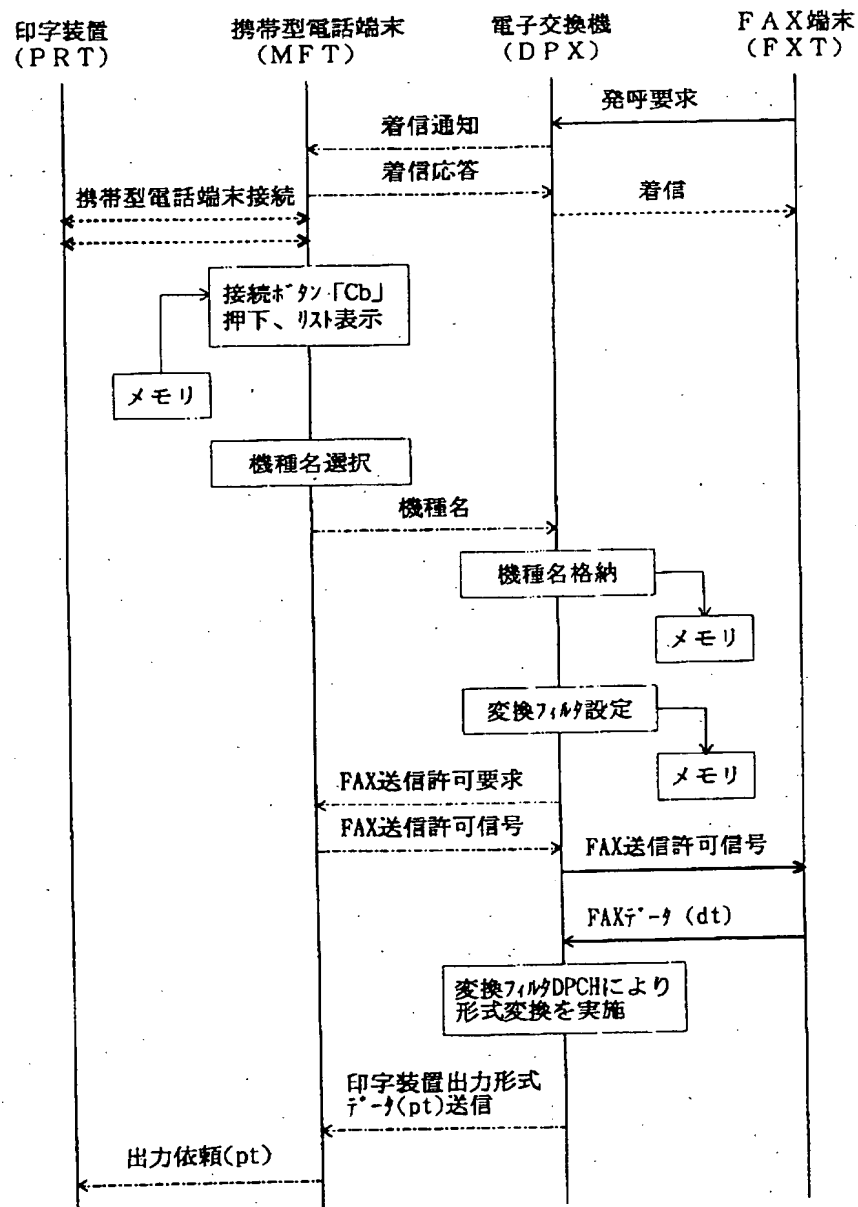 印字装置
(PRT)
携帯型電話端末
(MFT)
電子交換機
(DPX)
FAX端末
(FXT)
発呼要求
着信通知
着信応答
携帯型電話端末接続
着信
接続ボタン「Cb」
押下、リスト表示
メモリ
機種名選択
機種名
機種名格納
メモリ
変換フィルタ設定
メモリ
FAX送信許可要求
FAX送信許可信号
FAX送信許可信号
FAXデータ(dt)
変換フィルタDPCHにより
形式変換を実施
印字装置出力形式
データ(pt)送信
出力依頼(pt)